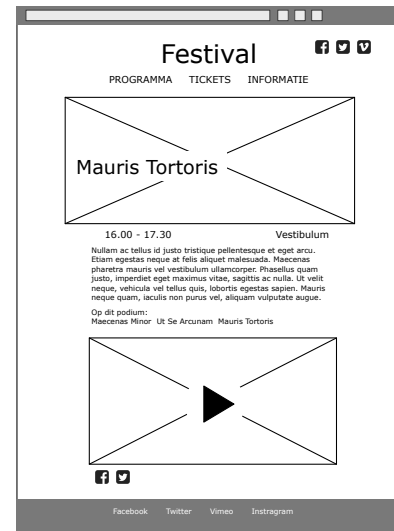 Festival
PROGRAMMA TICKETS INFORMATIE
Mauris Tortoris
16.00 - 17.30 Vestibulum
Nullam ac tellus id justo tristique pellentesque et eget arcu.
Etiam egestas neque at felis aliquet malesuada. Maecenas
pharetra mauris vel vestibulum ullamcorper. Phasellus quam
justo, imperdiet eget maximus vitae, sagittis ac nulla. Ut velit
neque, vehicula vel tellus quis, lobortis egestas sapien. Mauris
neque quam, iaculis non purus vel, aliquam vulputate augue.
Op dit podium:
Maecenas Minor Ut Se Arcunam Mauris Tortoris
Facebook Twitter Vimeo Instragram